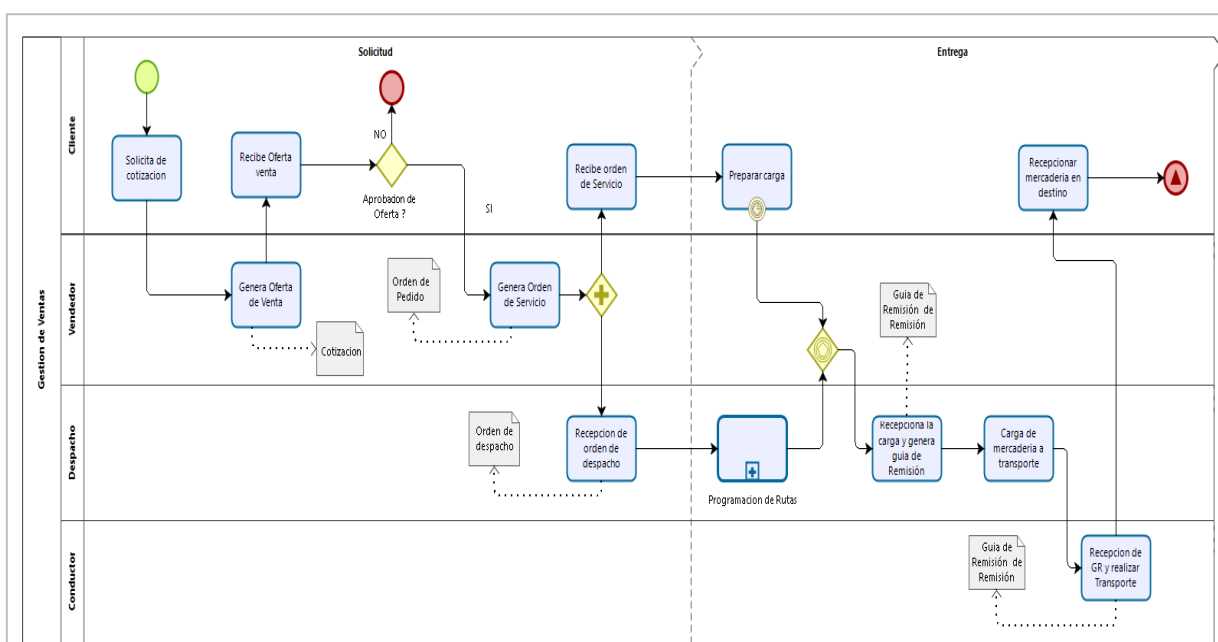 Solicitud
Entrega
Gestion de Ventas
Cliente
Solicita de
cotizacion
Recibe Oferta
venta
NO
Aprobadon de
Oferta ?
SI
Recibe orden
de Servicio
Preparar carga
Recepcionar
mercaderia en
destino
Vendedor
Genera Oferta
de Venta
Cotizacion
Orden de
Pedido
Genera Orden
de Servicio
Guia de
Remisión de
Remisión
Despacho
Orden de
despacho
Recepcion de
orden de
despacho
Programacion de Rutas
Recepciona la
carga y genera
guia de
Remisión
Carga de
mercaderia a
transporte
Conductor
Guia de
Remisión de
Remisión
Recepcion de
GR y realizar
Transporte